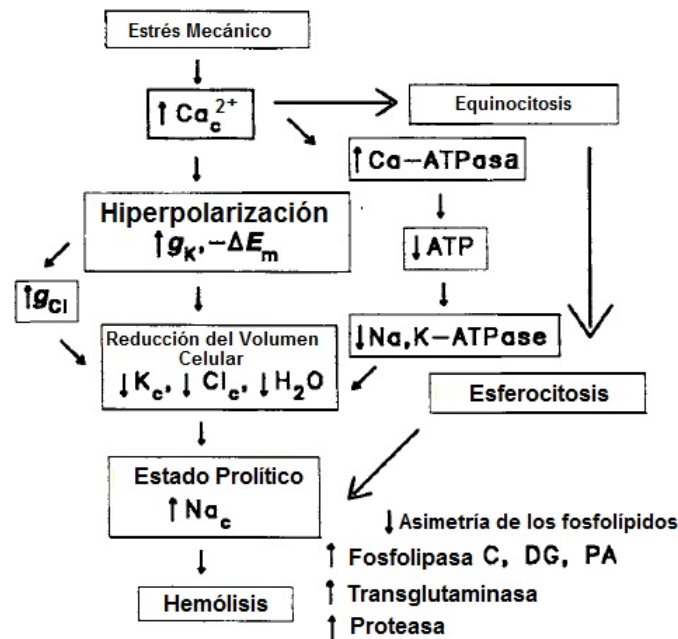 Estrés Mecánico
↑ Ca_c^2+
Equinocitosis
↑ Ca-ATPasa
Hiperpolarización
↑ g_K, -ΔE_m
↓ ATP
↑ g_Cl
Reducción del Volumen
Celular
↓ K_c, ↓ Cl_c, ↓ H₂O
↓ Na,K-ATPase
Esferocitosis
Estado Prolítico
↑ Na_c
↓ Asimetría de los fosfolípidos
↑ Fosfolipasa C, DG, PA
Hemólisis
↑ Transglutaminasa
↑ Proteasa